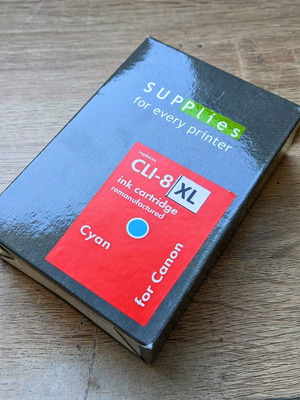 SUPPlies
for every printer
replaces
CLI-8 XL
ink cartridge
remanufactured
Cyan
for Canon